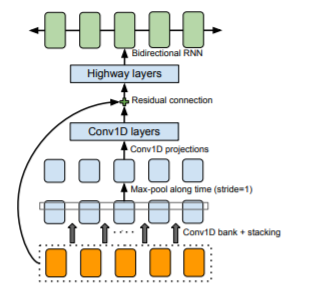 Bidirectional RNN
Highway layers
Residual connection
Conv1D layers
Conv1D projections
Max-pool along time (stride=1)
Conv1D bank + stacking